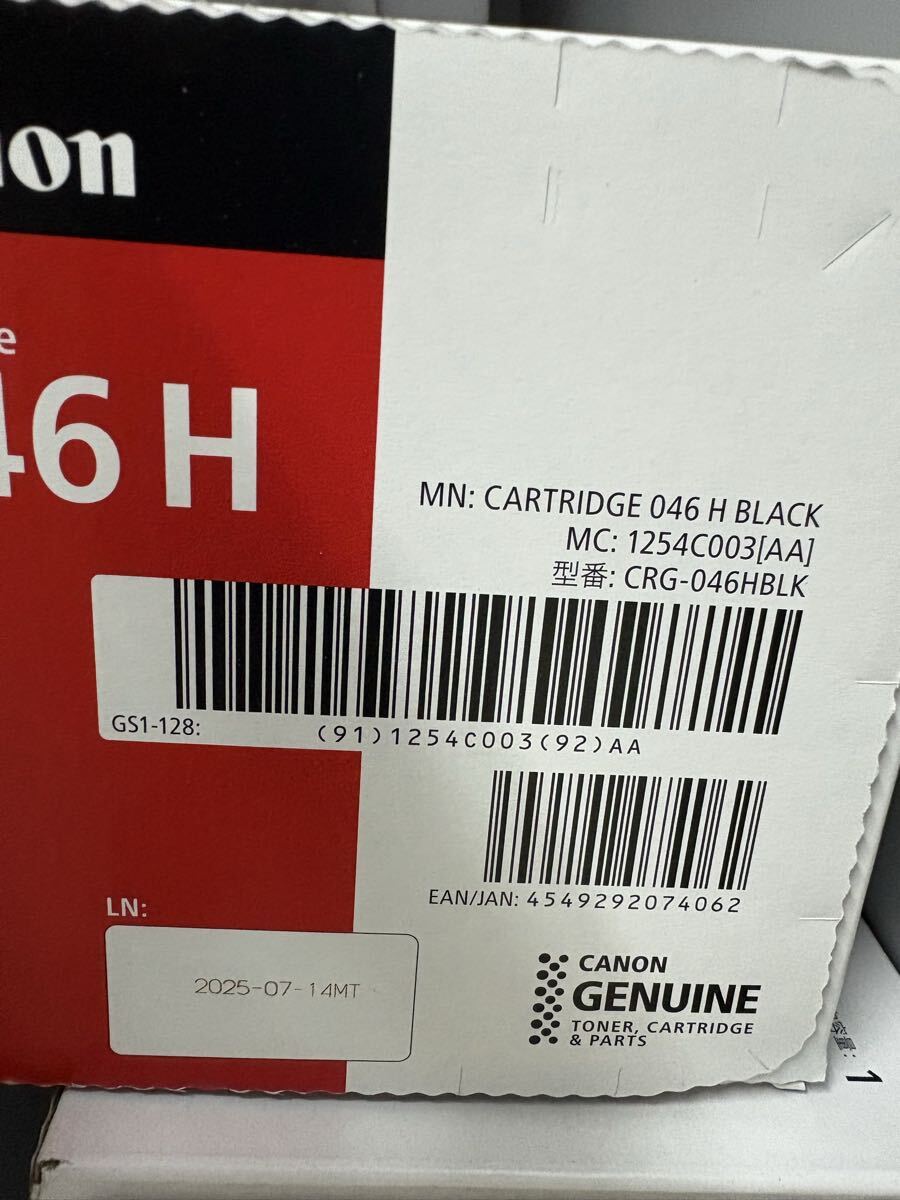 non
e
46 H
MN: CARTRIDGE 046 H BLACK
MC: 1254C003[AA]
型番: CRG-046HBLK
GS1-128:
(91)1254C003(92)AA
EAN/JAN: 4549292074062
LN:
2025-07-14MT
CANON
GENUINE
TONER, CARTRIDGE
& PARTS
1